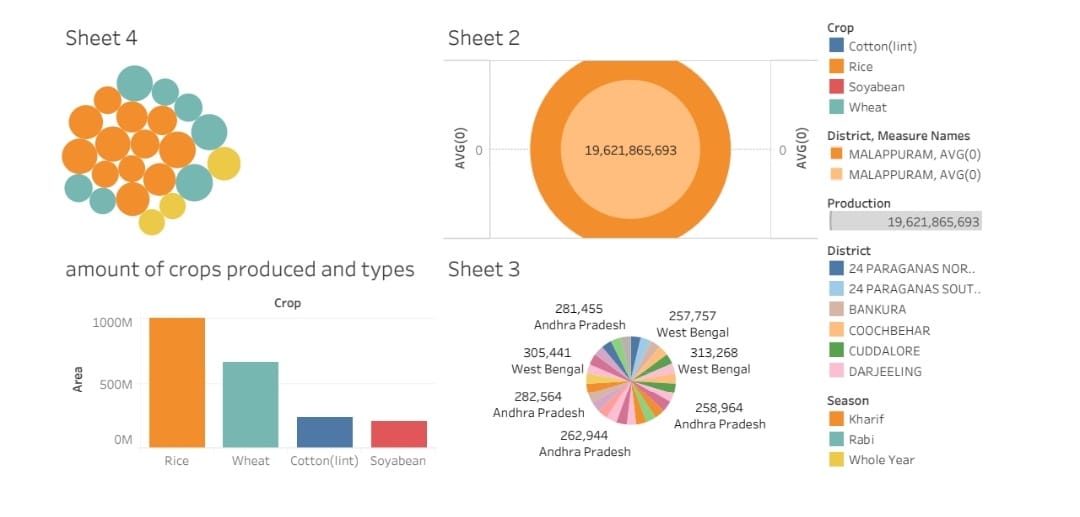 Sheet 4
Sheet 2
AVG(0)
0
19,621,865,693
0
AVG(0)
amount of crops produced and types
Crop
Area
1000M
500M
0M
Rice
Wheat
Cotton(lint)
Soyabean
Sheet 3
281,455
Andhra Pradesh
257,757
West Bengal
305,441
West Bengal
313,268
West Bengal
282,564
Andhra Pradesh
258,964
Andhra Pradesh
262,944
Andhra Pradesh
Crop
Cotton(lint)
Rice
Soyabean
Wheat
District, Measure Names
MALAPPURAM, AVG(0)
MALAPPURAM, AVG(0)
Production
19,621,865,693
District
24 PARAGANAS NOR..
24 PARAGANAS SOUT..
BANKURA
COOCHBEHAR
CUDDALORE
DARJEELING
Season
Kharif
Rabi
Whole Year